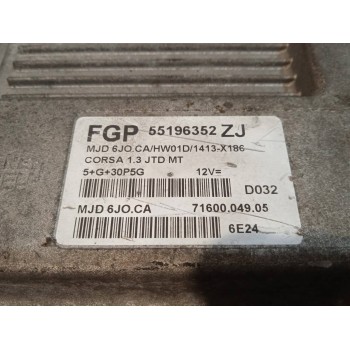 FGP 55196352 ZJ
MJD 6JO.CA/HW01D/1413-X186
CORSA 1.3 JTD MT
5+G+30P5G 12V=
D032
MJD 6JO.CA 71600.049.05
6E24